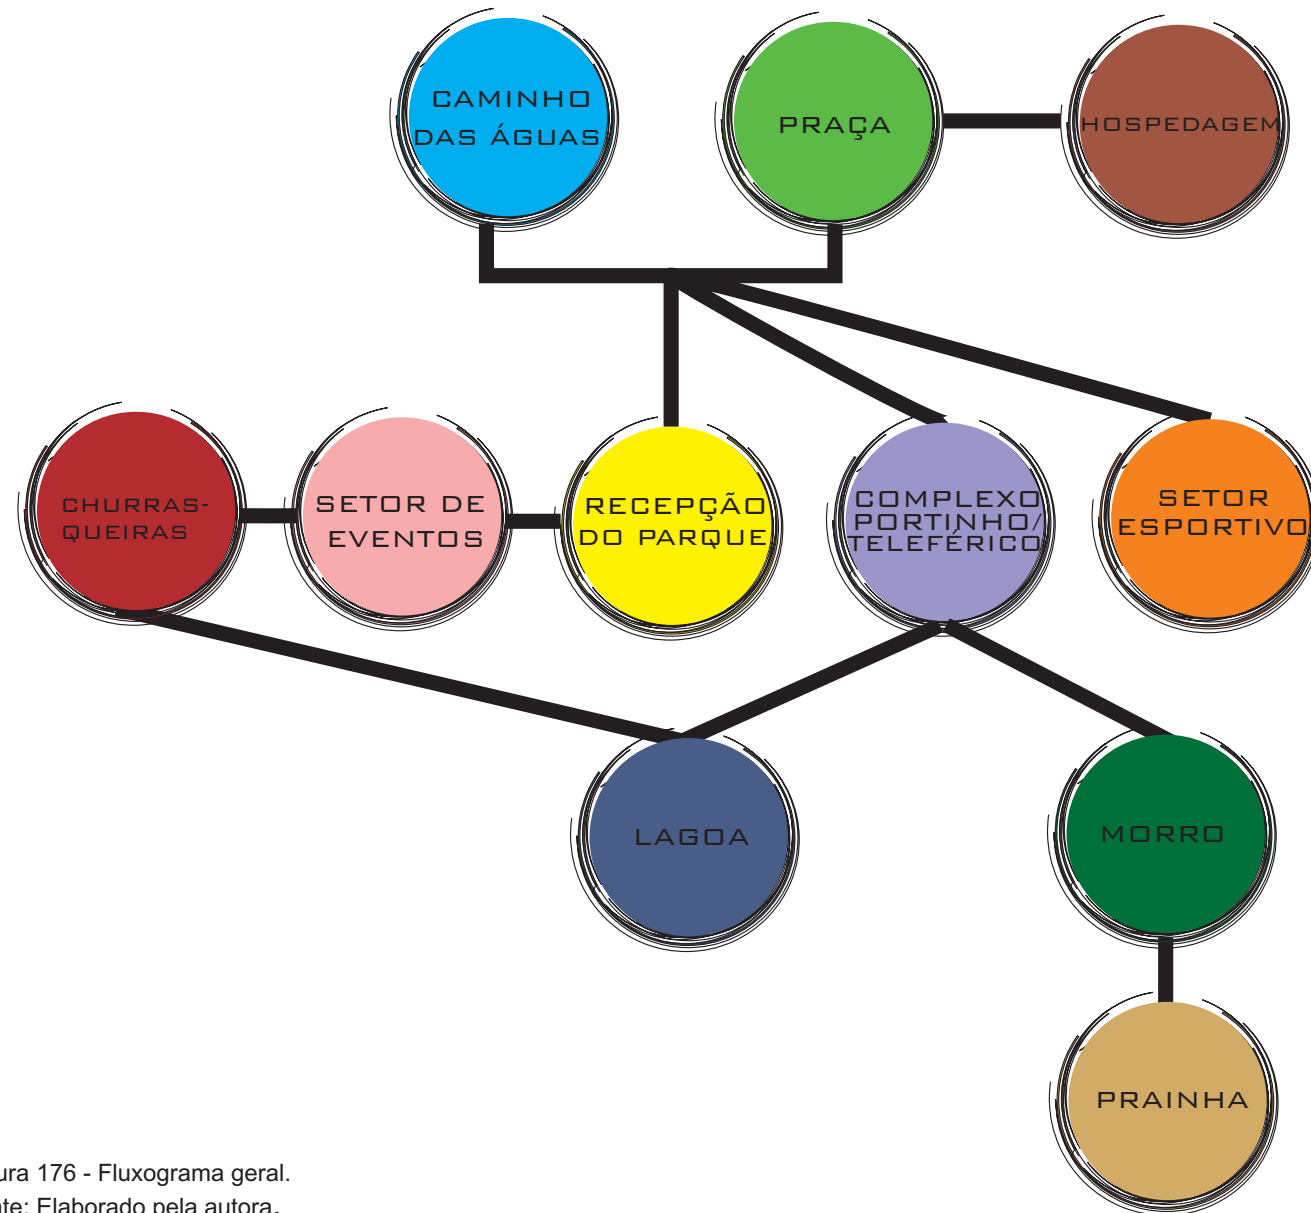 CAMINHO
DAS ÁGUAS
PRAÇA
HOSPEDAGEM
CHURRAS-
QUEIRAS
SETOR DE
EVENTOS
RECEPÇÃO
DO PARQUE
COMPLEXO
PORTINHO/
TELEFÉRICO
SETOR
ESPORTIVO
LAGOA
MORRO
PRAINHA
ura 176 - Fluxograma geral.
nte: Elaborado pela autora.